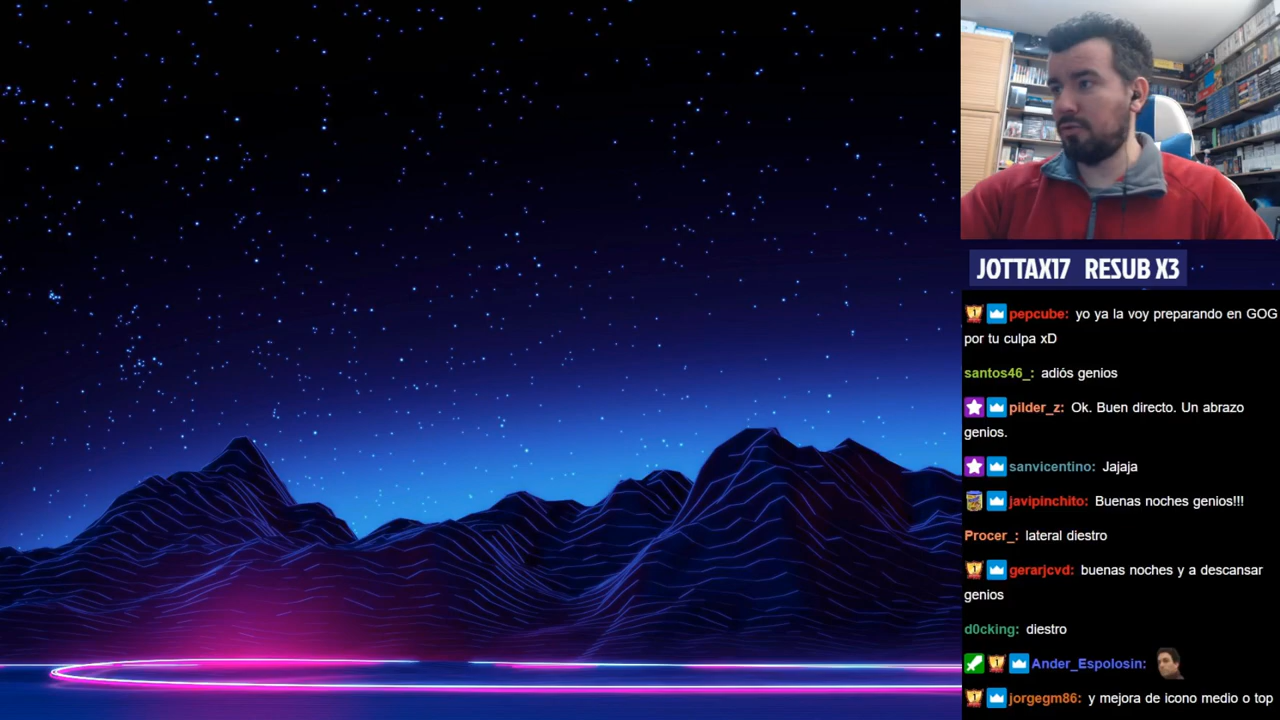 JOTTAX17 RESUB X3
pepcube: yo ya la voy preparando en GOG
por tu culpa xD
santos46_: adiós genios
pilder_z: Ok. Buen directo. Un abrazo
genios.
sanvicentino: Jajaja
javipinchito: Buenas noches genios!!!
Procer_: lateral diestro
gerarjcvd: buenas noches y a descansar
genios
d0cking: diestro
Ander_Espolosin:
jorgegm86: y mejora de icono medio o top